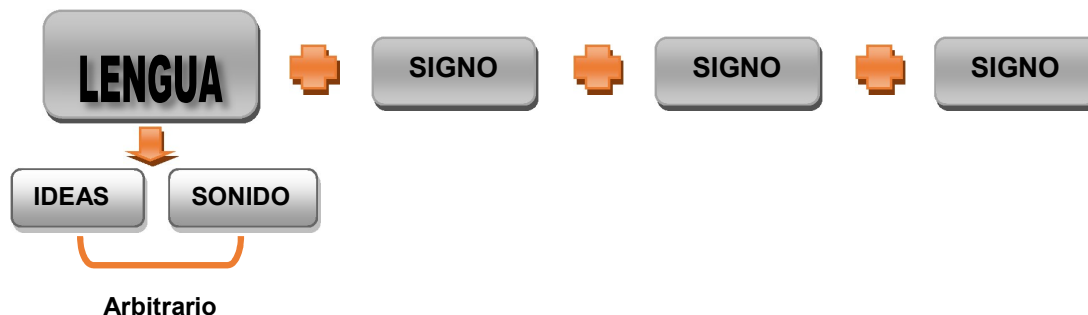 LENGUA SIGNO SIGNO SIGNO
IDEAS SONIDO
Arbitrario